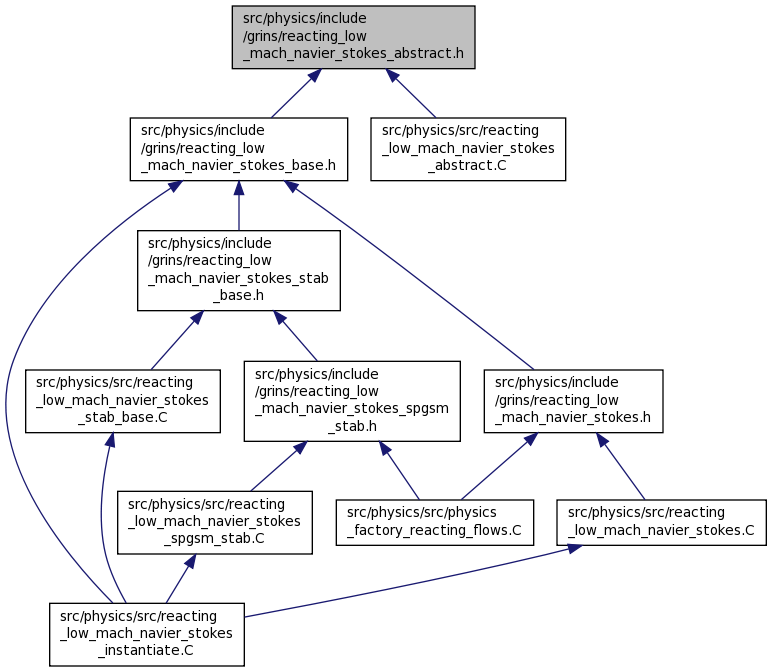 src/physics/include
/grins/reacting_low
_mach_navier_stokes_abstract.h
src/physics/include
/grins/reacting_low
_mach_navier_stokes_base.h
src/physics/src/reacting
_low_mach_navier_stokes
_abstract.C
src/physics/include
/grins/reacting_low
_mach_navier_stokes_stab
_base.h
src/physics/src/reacting
_low_mach_navier_stokes
_stab_base.C
src/physics/include
/grins/reacting_low
_mach_navier_stokes_spgsm
_stab.h
src/physics/include
/grins/reacting_low
_mach_navier_stokes.h
src/physics/src/reacting
_low_mach_navier_stokes
_spgsm_stab.C
src/physics/src/physics
_factory_reacting_flows.C
src/physics/src/reacting
_low_mach_navier_stokes.C
src/physics/src/reacting
_low_mach_navier_stokes
_instantiate.C